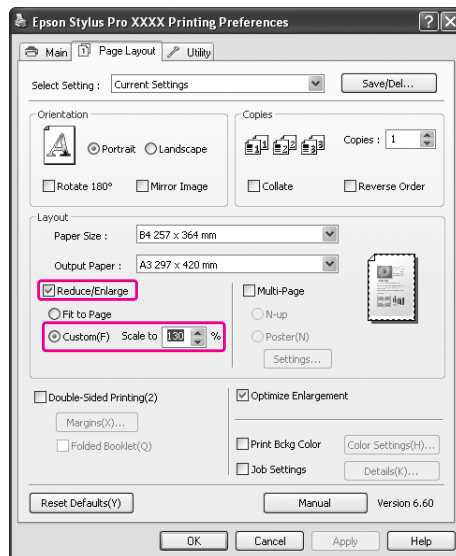 Epson Stylus Pro XXXX Printing Preferences
Main Page Layout Utility
Select Setting : Current Settings Save/Del...
Orientation Copies
A Portrait Landscape Copies : 1
Rotate 180° Mirror Image Collate Reverse Order
Layout
Paper Size : B4 257 x 364 mm
Output Paper : A3 297 x 420 mm
Reduce/Enlarge Multi-Page
Fit to Page N-up
Custom(F) Scale to 130 % Poster(N)
Settings...
Double-Sided Printing(2) Optimize Enlargement
Margins(X)...
Folded Booklet(Q) Print Bckg Color Color Settings(H)...
Job Settings Details(K)...
Reset Defaults(Y) Manual Version 6.60
OK Cancel Apply Help